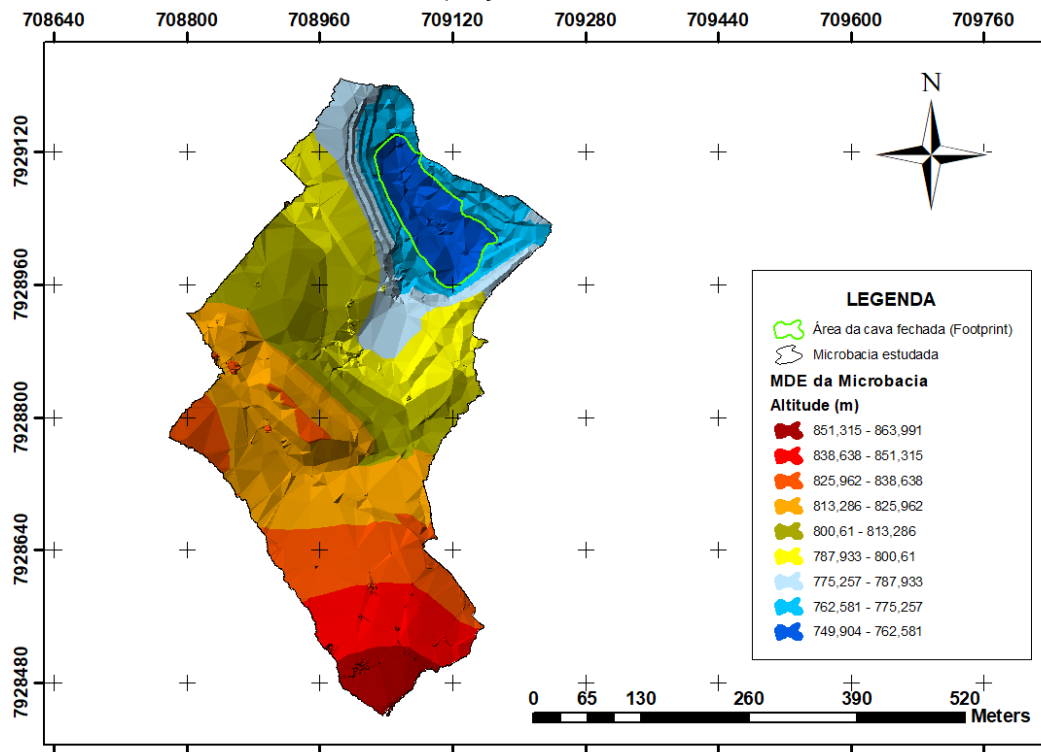 708640 708800 708960 709120 709280 709440 709600 709760
7929120
7928960
7928800
7928640
7928480
N
LEGENDA
Área da cava fechada (Footprint)
Microbacia estudada
MDE da Microbacia
Altitude (m)
851,315 - 863,991
838,638 - 851,315
825,962 - 838,638
813,286 - 825,962
800,61 - 813,286
787,933 - 800,61
775,257 - 787,933
762,581 - 775,257
749,904 - 762,581
0 65 130 260 390 520
Meters